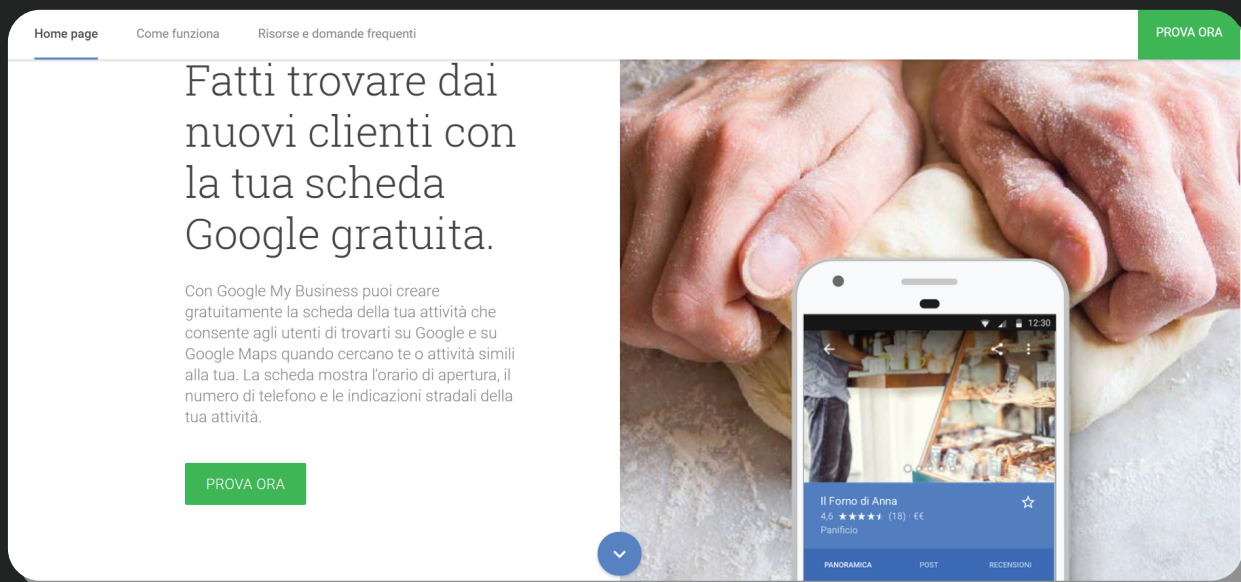 Home page
Come funziona
Risorse e domande frequenti
PROVA ORA
Fatti trovare dai
nuovi clienti con
la tua scheda
Google gratuita.
Con Google My Business puoi creare
gratuitamente la scheda della tua attività che
consente agli utenti di trovarti su Google e su
Google Maps quando cercano te o attività simili
alla tua. La scheda mostra l'orario di apertura, il
numero di telefono e le indicazioni stradali della
tua attività.
PROVA ORA
12:30
Il Forno di Anna
4,6 ★★★★★ (18) · €€
Panificio
PANORAMICA
POST
RECENSIONI